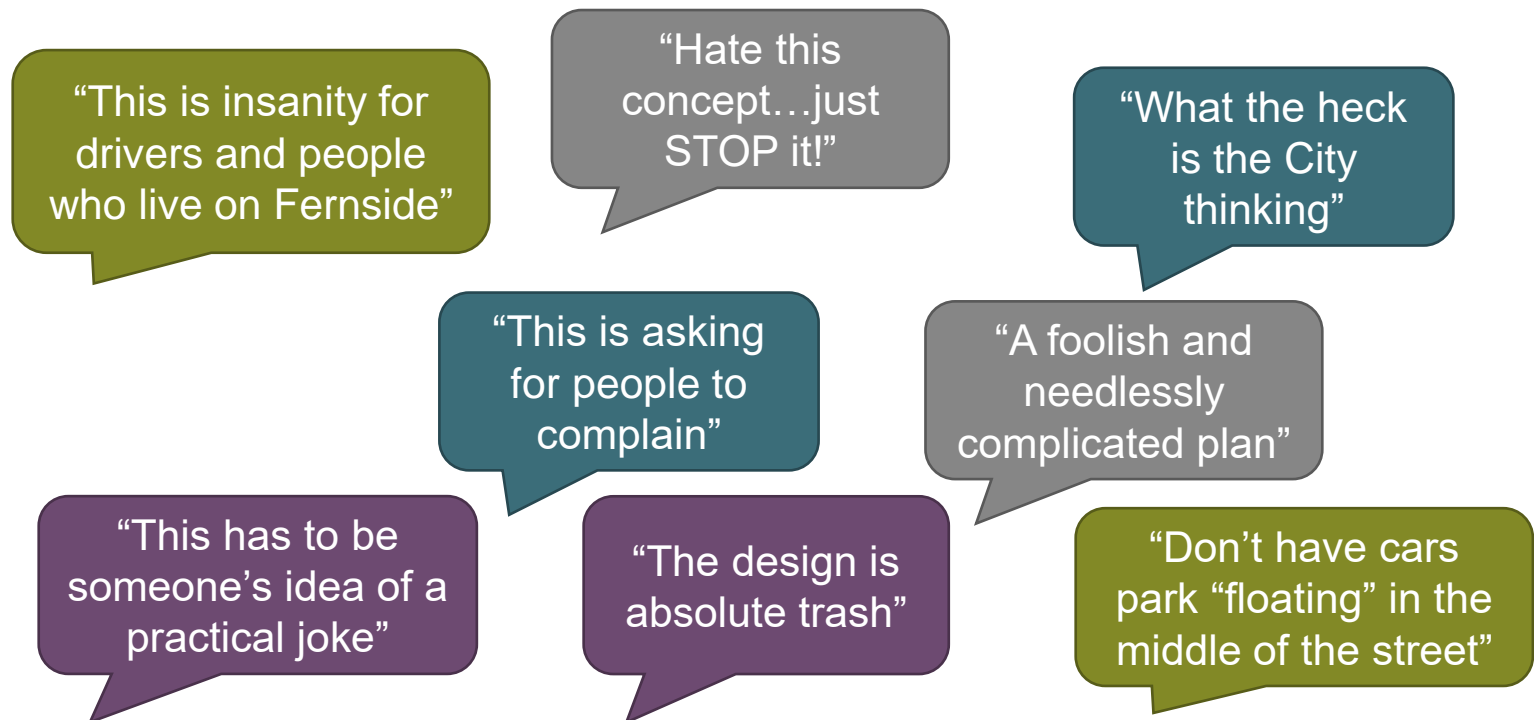 “This is insanity for
drivers and people
who live on Fernside”
“Hate this
concept…just
STOP it!”
“What the heck
is the City
thinking”
“This is asking
for people to
complain”
“A foolish and
needlessly
complicated plan”
“This has to be
someone’s idea of a
practical joke”
“The design is
absolute trash”
“Don’t have cars
park “floating” in the
middle of the street”